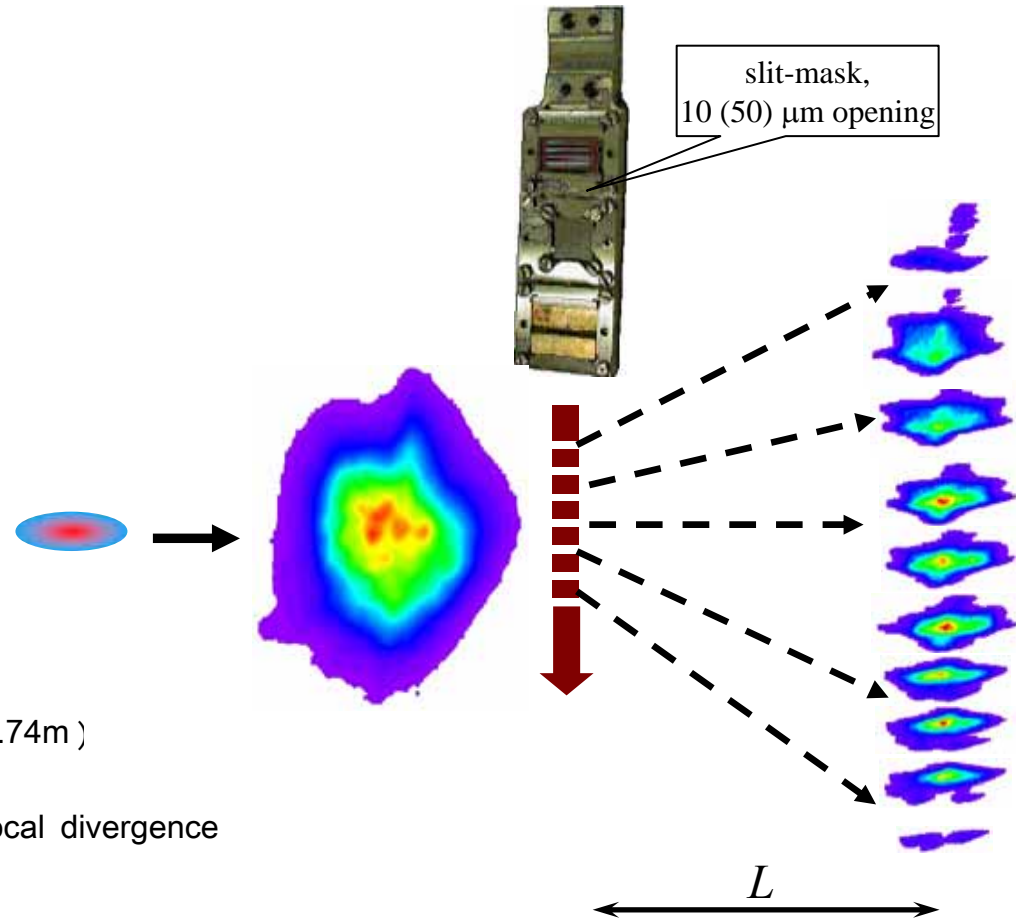 slit-mask,
10 (50) μm opening
.74m)
ocal divergence
L